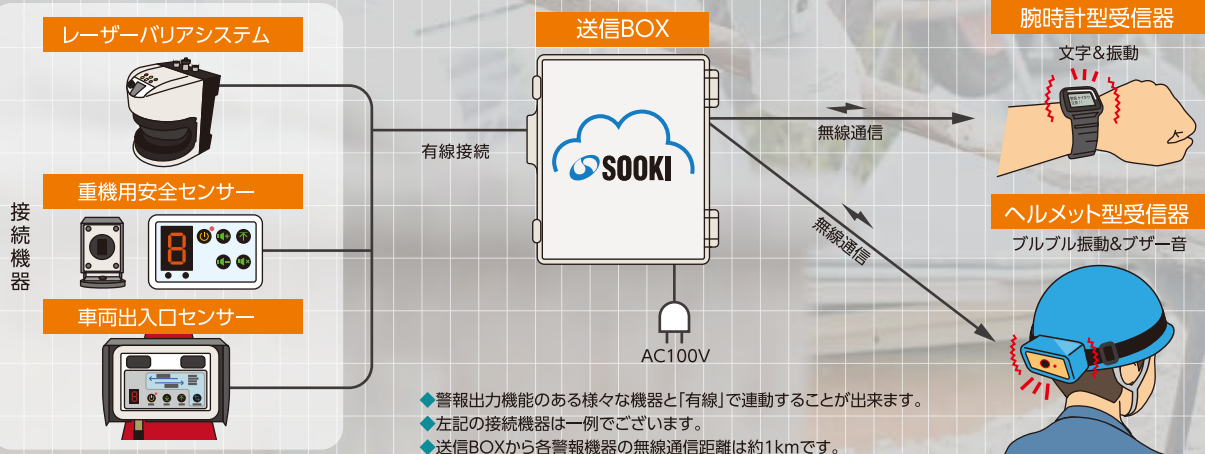 接続機器
レーザーバリアシステム
重機用安全センサー
8
車両出入口センサー
8
有線接続
送信BOX
SOOKI
AC100V
無線通信
無線通信
腕時計型受信器
文字&振動
ヘルメット型受信器
ブルブル振動&ブザー音
◆警報出力機能のある様々な機器と「有線」で連動することが出来ます。
◆左記の接続機器は一例でございます。
◆送信BOXから各警報機器の無線通信距離は約1kmです。